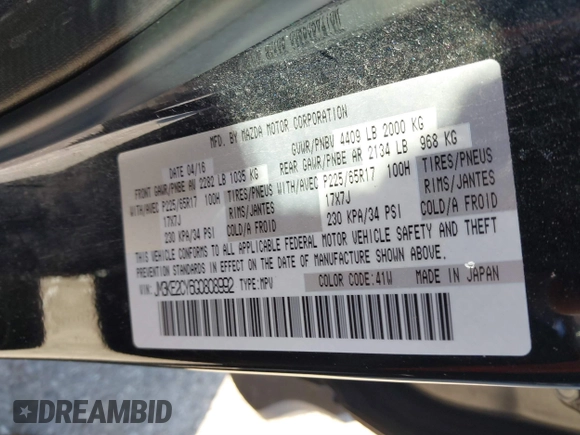 MFD. BY MAZDA MOTOR CORPORATION
DATE 04/16 GVWR/PNBV 4409 LB 2000 KG
FRONT GAWR/PNBE AV 2282 LB 1035 KG REAR GAWR/PNBE AR 2134 LB 968 KG
WITH/AVEC P225/65R17 100H TIRES/PNEUS WITH/AVEC P225/65R17 100H TIRES/PNEUS
17X7J RIMS/JANTES 17X7J RIMS/JANTES
230 KPA/34 PSI COLD/A FROID 230 KPA/34 PSI COLD/A FROID
THIS VEHICLE CONFORMS TO ALL APPLICABLE FEDERAL MOTOR VEHICLE SAFETY AND THEFT
PREVENTION STANDARDS IN EFFECT ON THE DATE OF MANUFACTURE SHOWN ABOVE.
VIN: JM3KE2CY6G0808992 TYPE: MPV COLOR CODE: 41W MADE IN JAPAN
DREAMBID